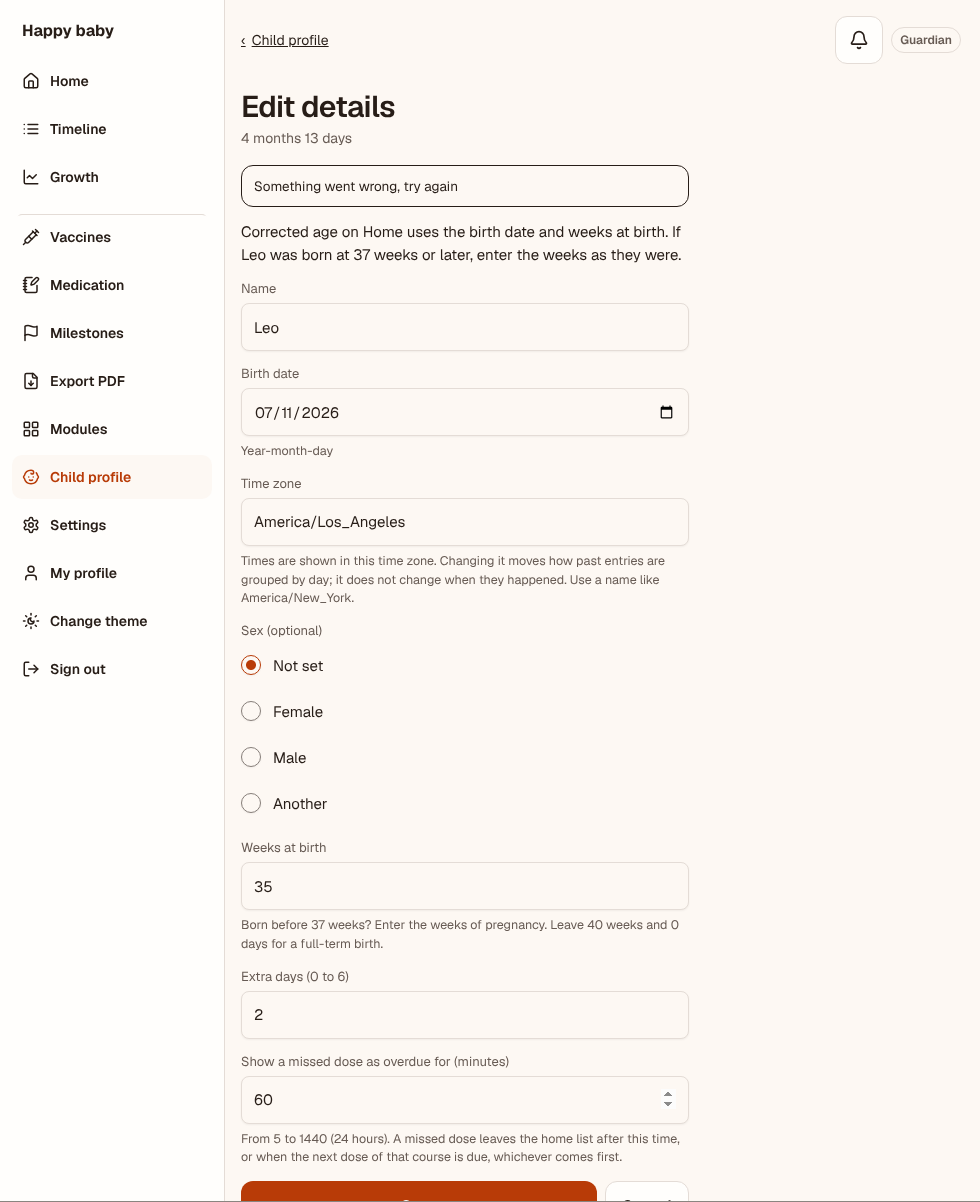 Happy baby
Home
Timeline
Growth
Vaccines
Medication
Milestones
Export PDF
Modules
Child profile
Settings
My profile
Change theme
Sign out
‹ Child profile
Guardian
Edit details
4 months 13 days
Something went wrong, try again
Corrected age on Home uses the birth date and weeks at birth. If
Leo was born at 37 weeks or later, enter the weeks as they were.
Name
Leo
Birth date
07/11/2026
Year-month-day
Time zone
America/Los_Angeles
Times are shown in this time zone. Changing it moves how past entries are
grouped by day; it does not change when they happened. Use a name like
America/New_York.
Sex (optional)
Not set
Female
Male
Another
Weeks at birth
35
Born before 37 weeks? Enter the weeks of pregnancy. Leave 40 weeks and 0
days for a full-term birth.
Extra days (0 to 6)
2
Show a missed dose as overdue for (minutes)
60
From 5 to 1440 (24 hours). A missed dose leaves the home list after this time,
or when the next dose of that course is due, whichever comes first.